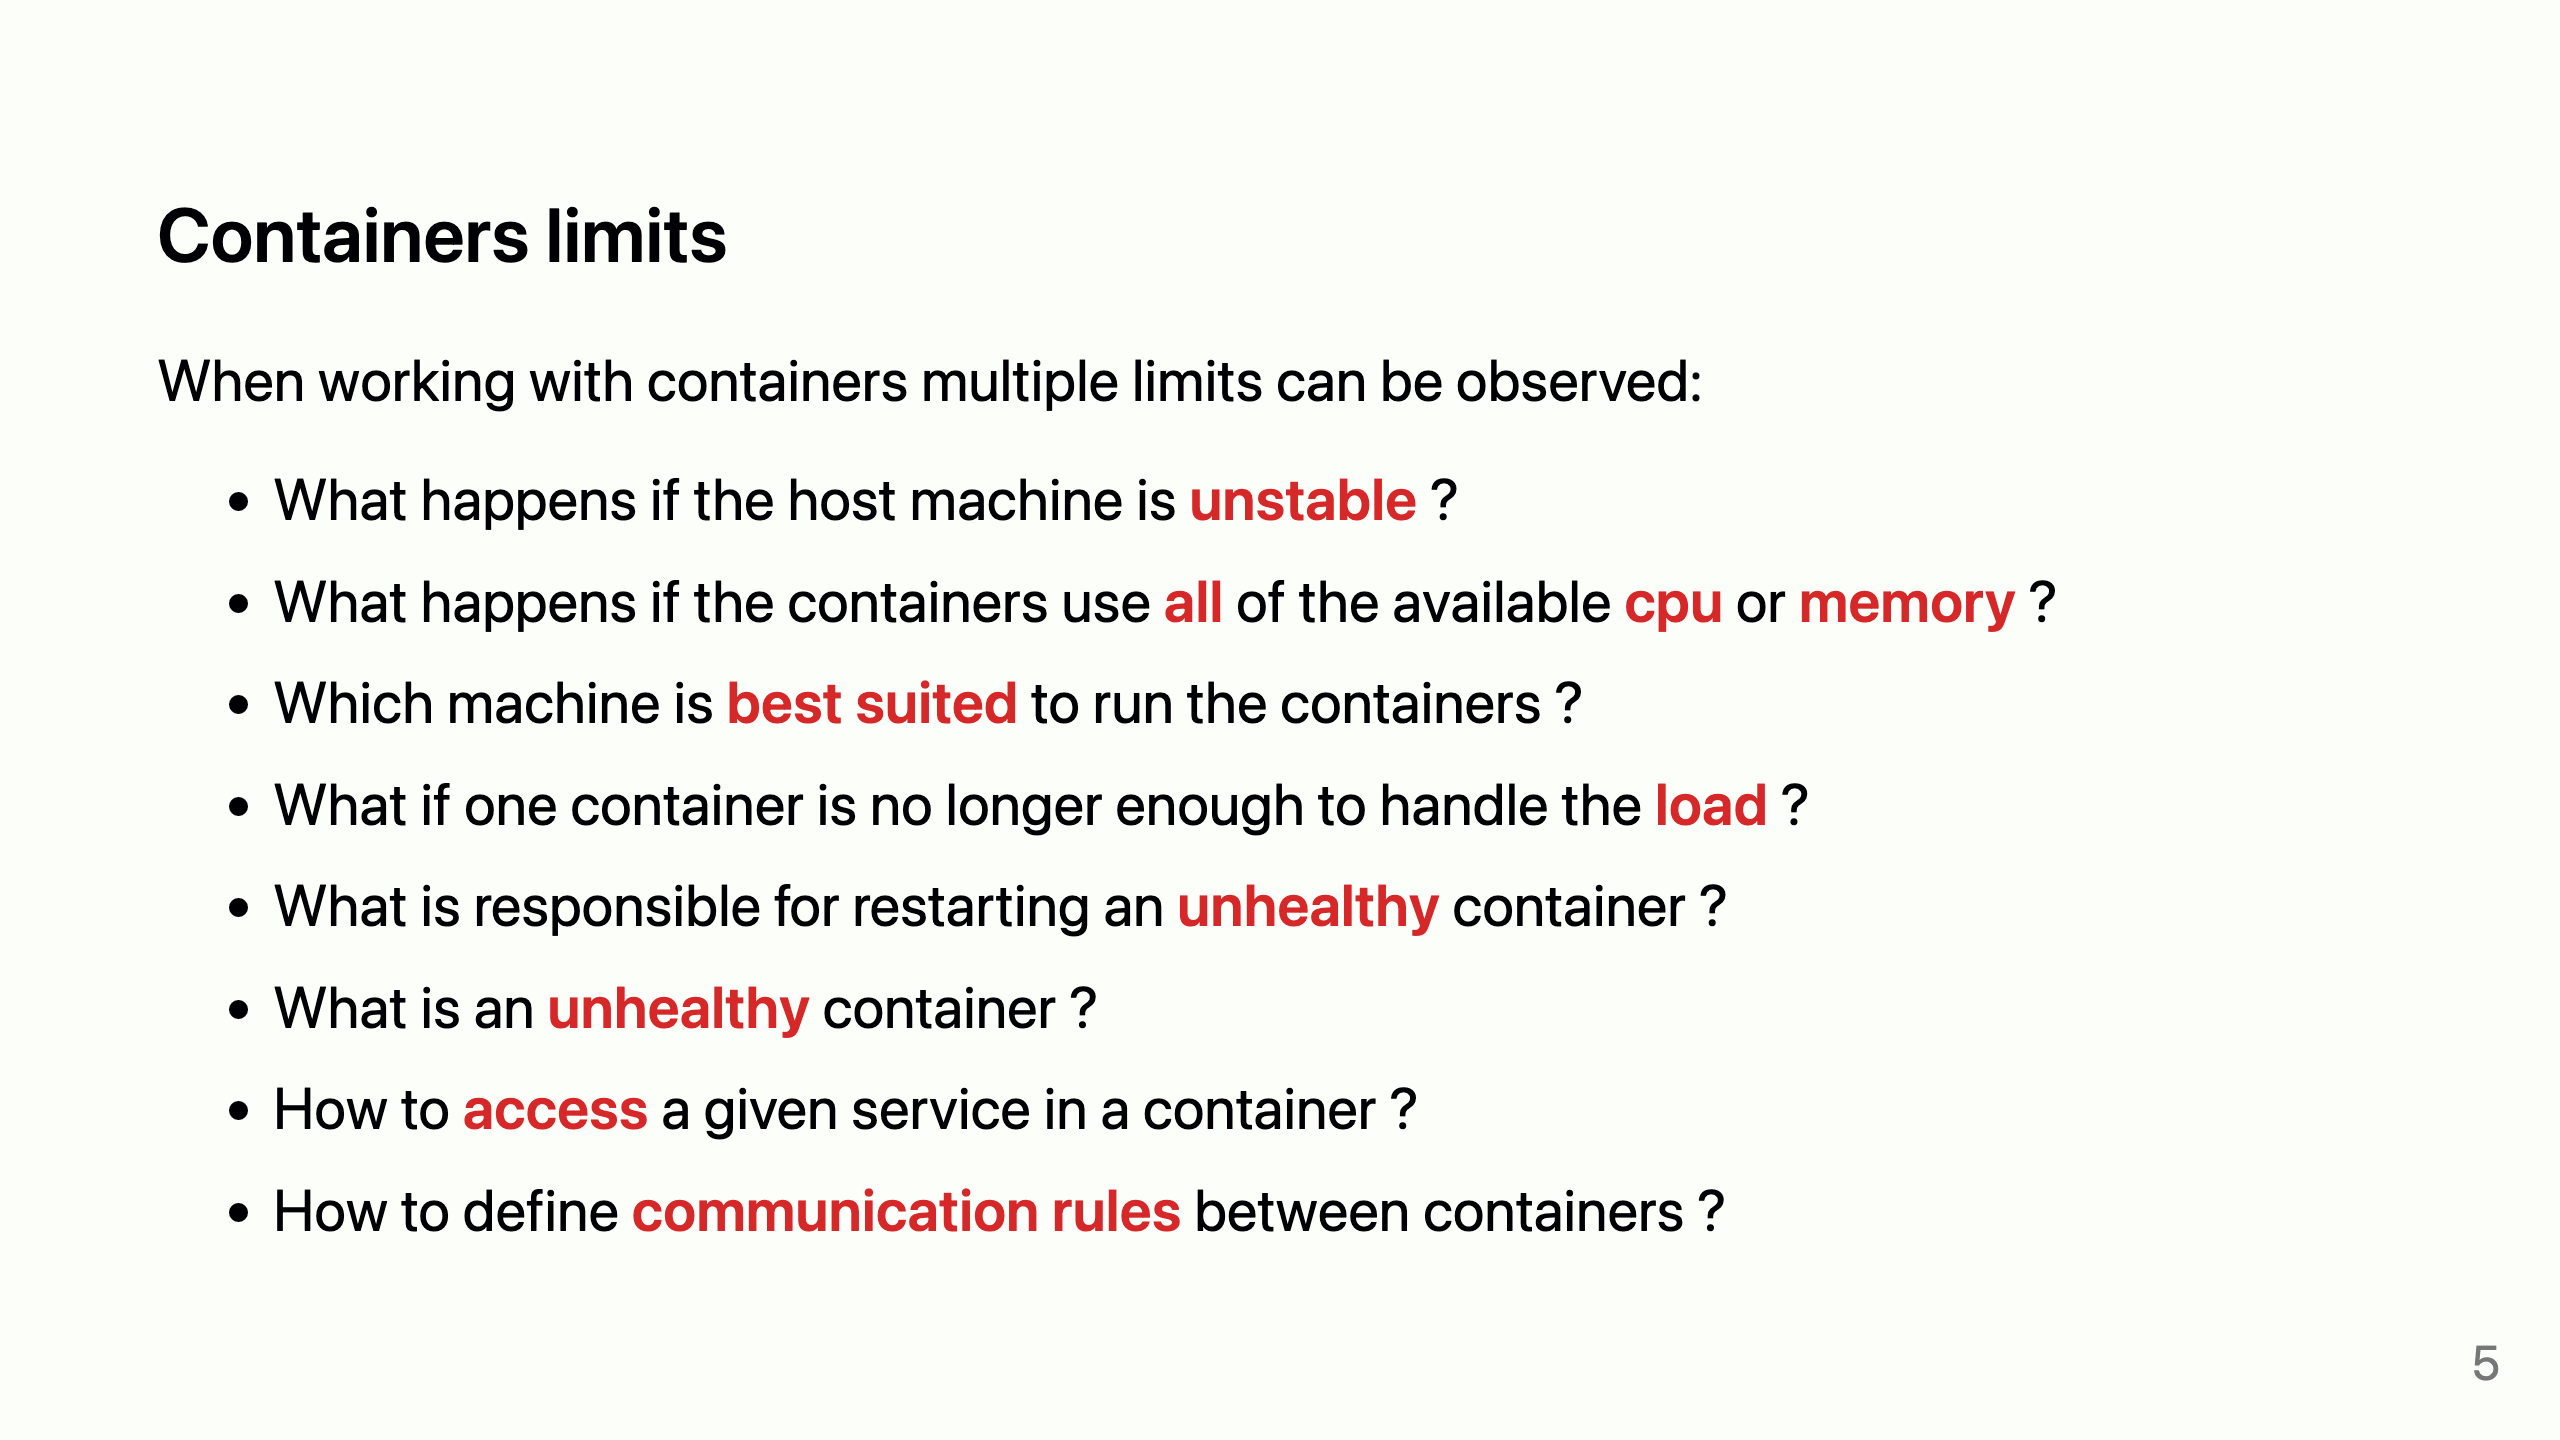 Containers limits
When working with containers multiple limits can be observed:
• What happens if the host machine is unstable ?
• What happens if the containers use all of the available cpu or memory ?
• Which machine is best suited to run the containers ?
• What if one container is no longer enough to handle the load ?
• What is responsible for restarting an unhealthy container ?
• What is an unhealthy container ?
• How to access a given service in a container ?
• How to define communication rules between containers ?
5